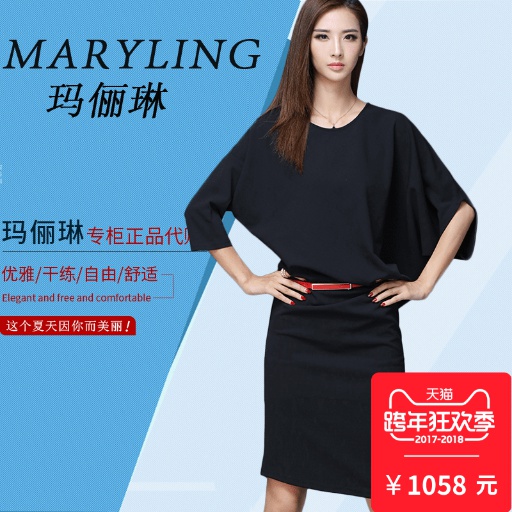 MARYLING
玛俪琳
玛俪琳 专柜正品代购
优雅/干练/自由/舒适
Elegant and free and comfortable
这个夏天因你而美丽！
天猫
跨年狂欢季
2017-2018
￥1058 元